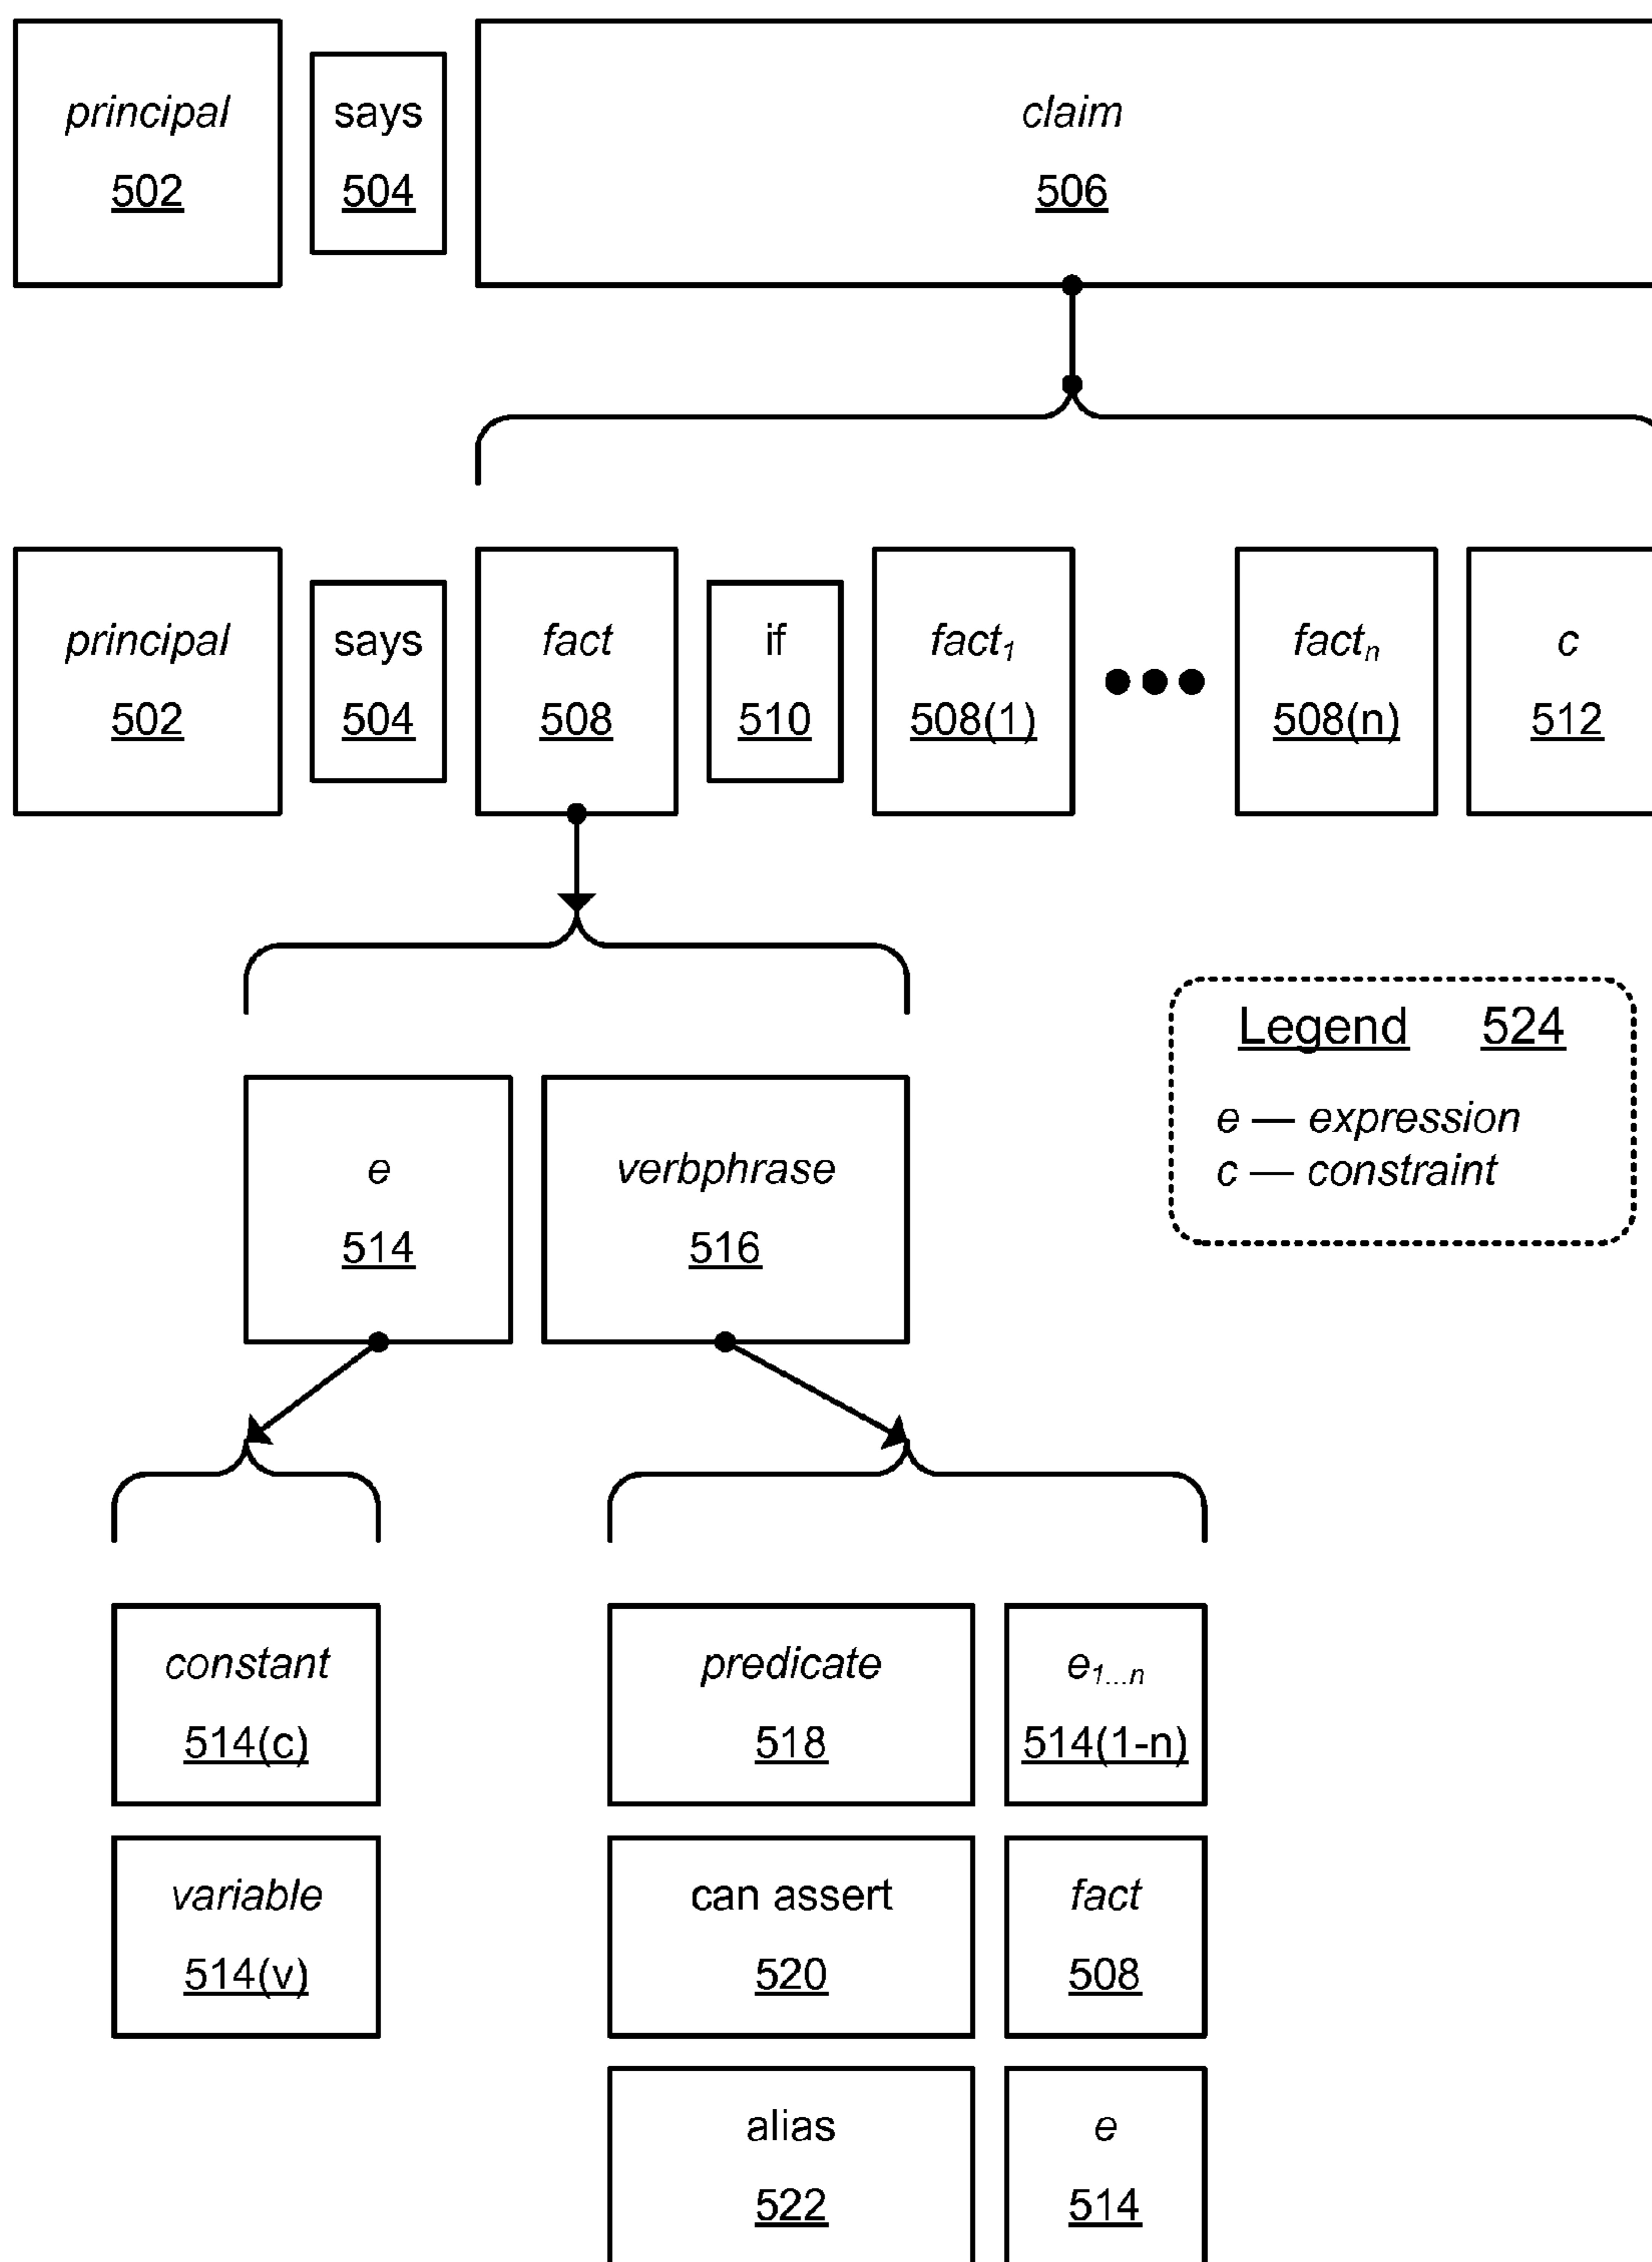 principal says claim
502 504 506
principal says fact if fact₁ ●●● factₙ c
502 504 508 510 508(1) 508(n) 512
Legend 524
e — expression
c — constraint
e verbphrase
514 516
constant predicate e₁...ₙ
514(c) 518 514(1-n)
variable can assert fact
514(v) 520 508
alias e
522 514